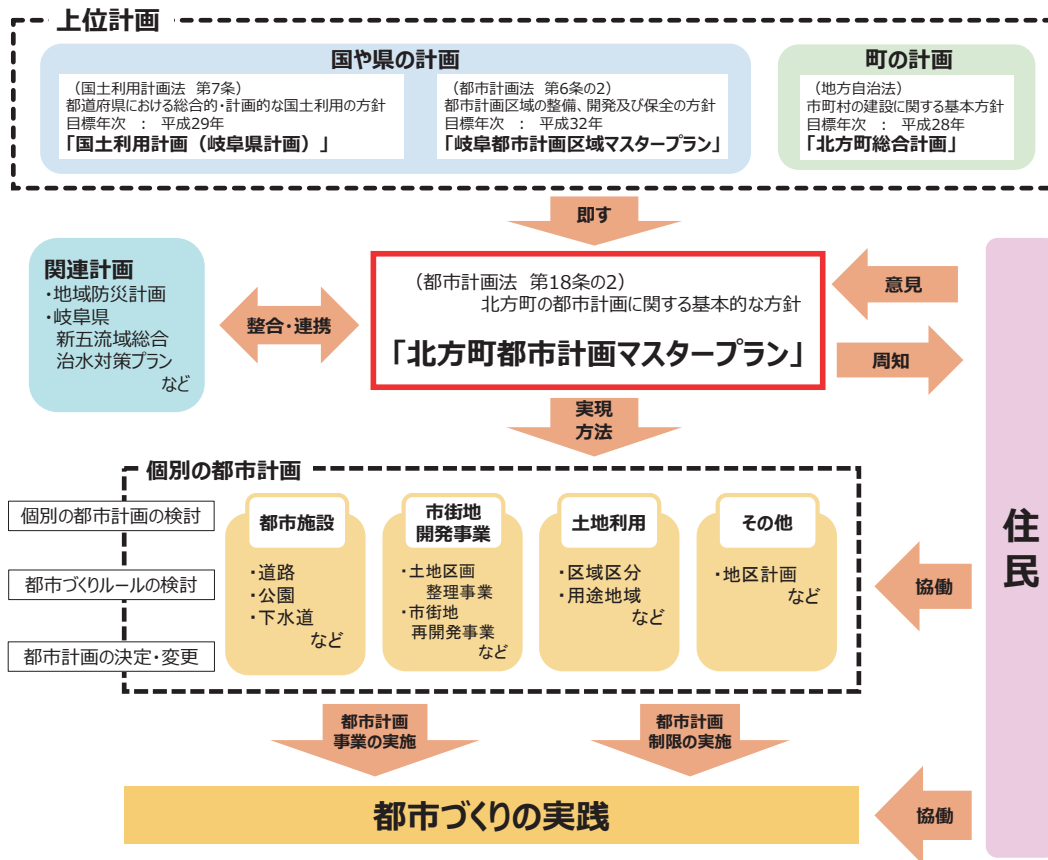 上位計画
国や県の計画
（国土利用計画法　第7条）
都道府県における総合的・計画的な国土利用の方針
目標年次　：　平成29年
「国土利用計画（岐阜県計画）」
（都市計画法　第6条の2）
都市計画区域の整備、開発及び保全の方針
目標年次　：　平成32年
「岐阜都市計画区域マスタープラン」
町の計画
（地方自治法）
市町村の建設に関する基本方針
目標年次　：　平成28年
「北方町総合計画」
即す
関連計画
・地域防災計画
・岐阜県
新五流域総合
治水対策プラン
など
整合・連携
（都市計画法　第18条の2）
北方町の都市計画に関する基本的な方針
「北方町都市計画マスタープラン」
意見
周知
住民
実現
方法
個別の都市計画
個別の都市計画の検討
都市づくりルールの検討
都市計画の決定・変更
都市施設
・道路
・公園
・下水道
など
市街地
開発事業
・土地区画
整理事業
・市街地
再開発事業
など
土地利用
・区域区分
・用途地域
など
その他
・地区計画
など
協働
都市計画
事業の実施
都市計画
制限の実施
都市づくりの実践
協働